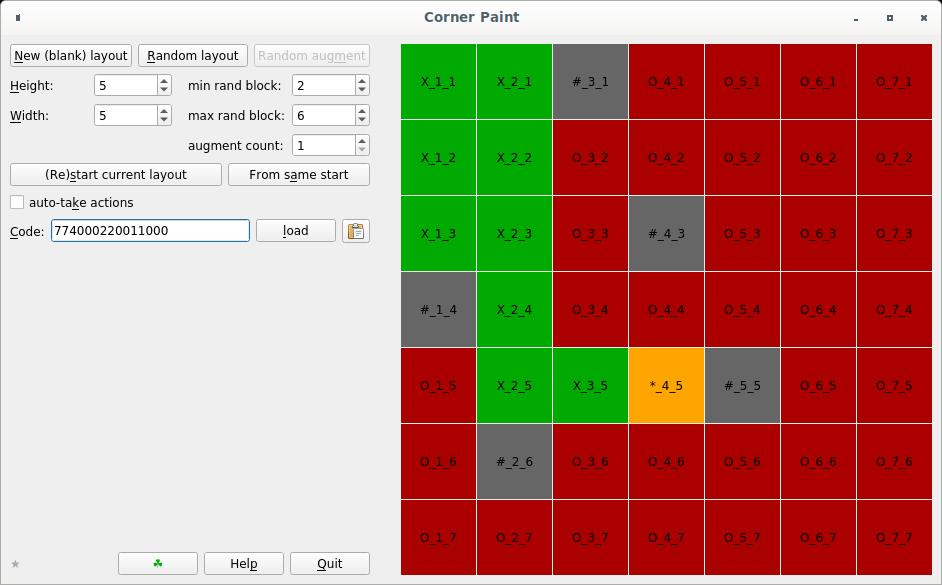 Corner Paint
New (blank) layout Random layout Random augment
Height: 5 min rand block: 2
Width: 5 max rand block: 6
augment count: 1
(Re)start current layout From same start
auto-take actions
Code: 774000220011000 load
Help Quit
X_1_1 X_2_1 #_3_1 O_4_1 O_5_1 O_6_1 O_7_1
X_1_2 X_2_2 O_3_2 O_4_2 O_5_2 O_6_2 O_7_2
X_1_3 X_2_3 O_3_3 #_4_3 O_5_3 O_6_3 O_7_3
#_1_4 X_2_4 O_3_4 O_4_4 O_5_4 O_6_4 O_7_4
O_1_5 X_2_5 X_3_5 *_4_5 #_5_5 O_6_5 O_7_5
O_1_6 #_2_6 O_3_6 O_4_6 O_5_6 O_6_6 O_7_6
O_1_7 O_2_7 O_3_7 O_4_7 O_5_7 O_6_7 O_7_7